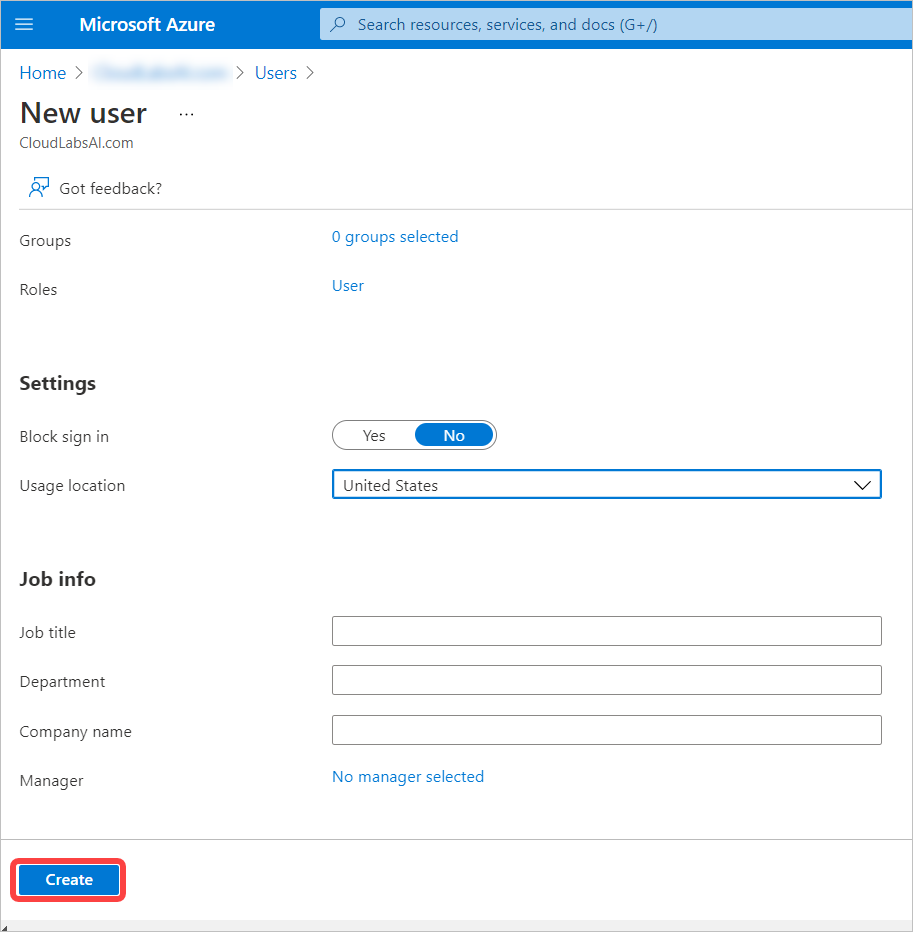 Microsoft Azure
Search resources, services, and docs (G+/)
Home > Users >
New user ...
CloudLabsAI.com
Got feedback?
Groups 0 groups selected
Roles User
Settings
Block sign in Yes No
Usage location United States
Job info
Job title
Department
Company name
Manager No manager selected
Create